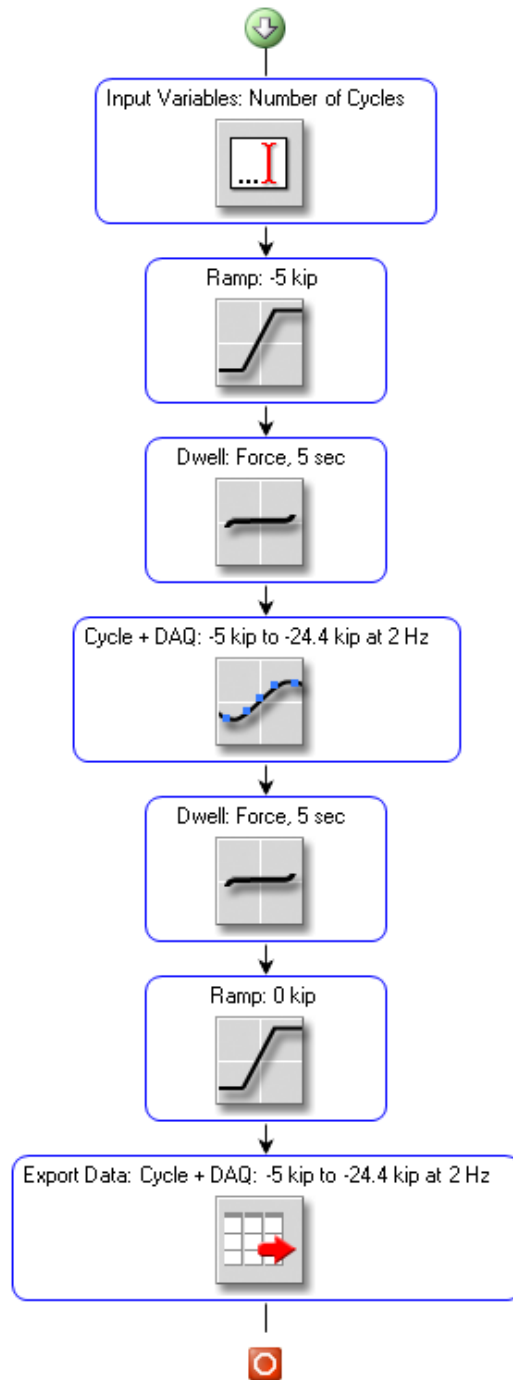 Input Variables: Number of Cycles
Ramp: -5 kip
Dwell: Force, 5 sec
Cycle + DAQ: -5 kip to -24.4 kip at 2 Hz
Dwell: Force, 5 sec
Ramp: 0 kip
Export Data: Cycle + DAQ: -5 kip to -24.4 kip at 2 Hz